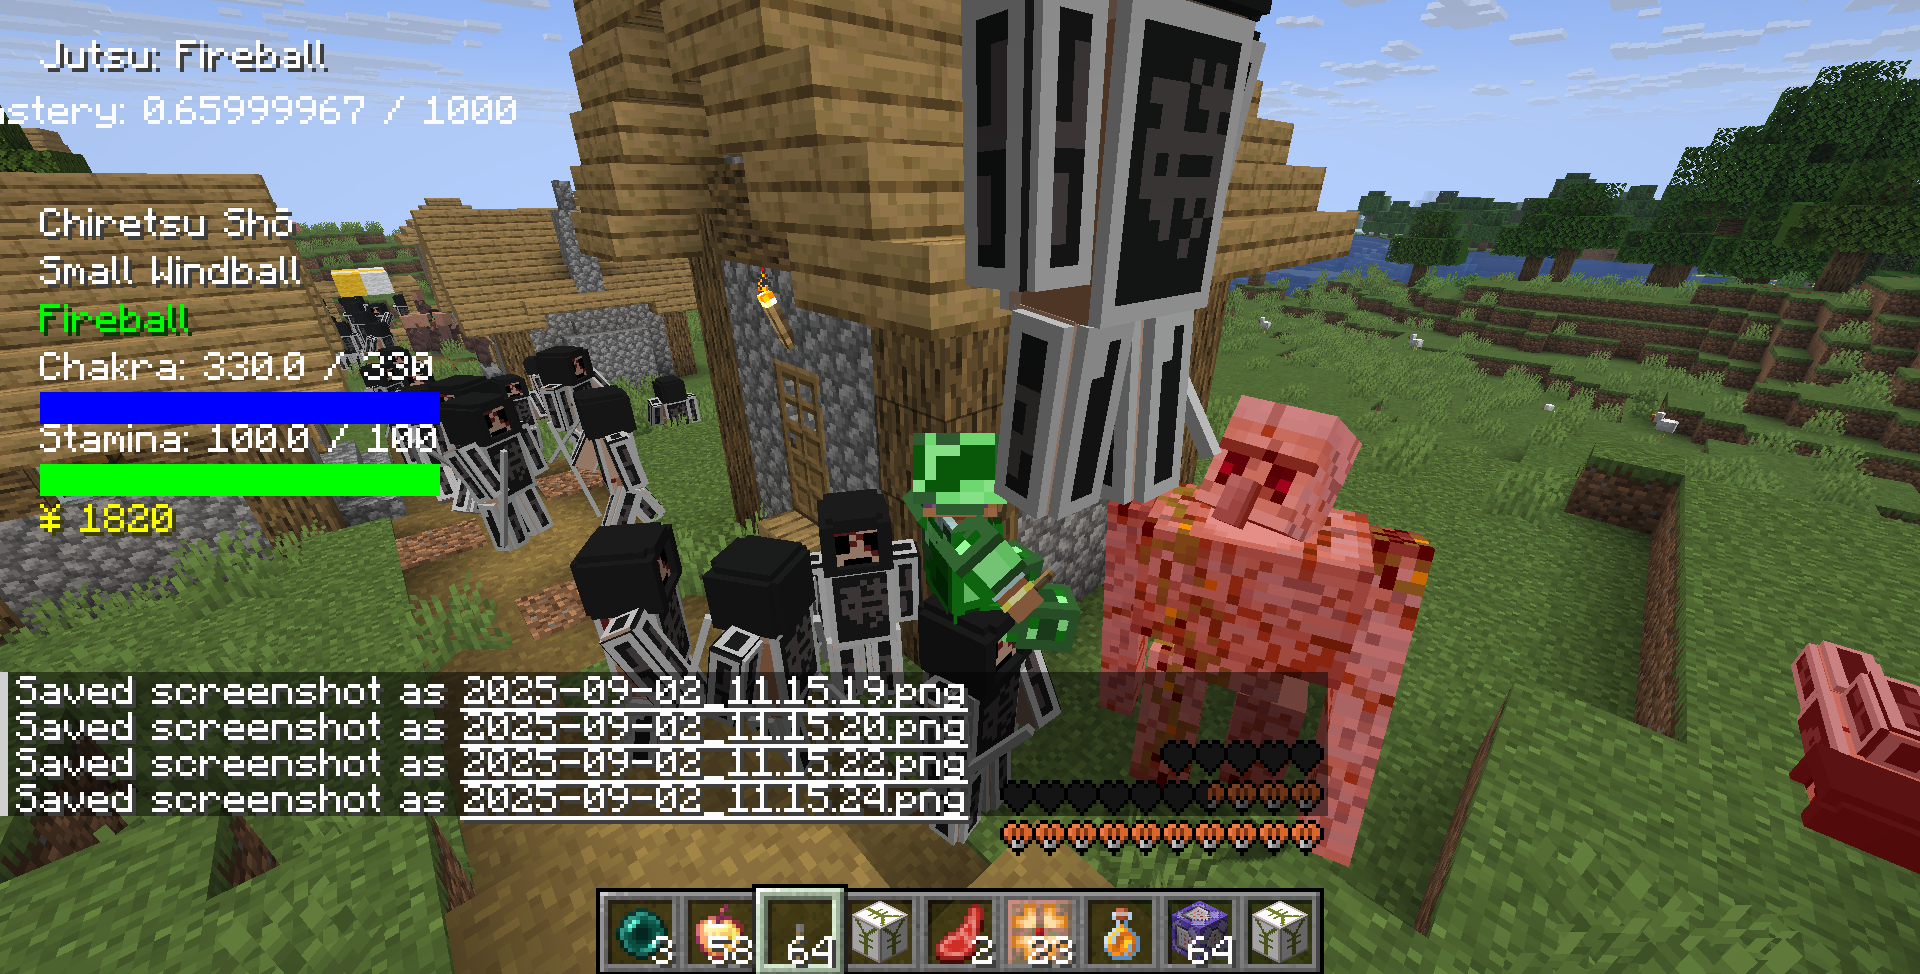 Jutsu: Fireball
astery: 0.65999967 / 1000
Chiretsu Shō
Small Windball
Fireball
Chakra: 330.0 / 330
Stamina: 100.0 / 100
¥ 1820
Saved screenshot as 2025-09-02_11.15.19.png
Saved screenshot as 2025-09-02_11.15.20.png
Saved screenshot as 2025-09-02_11.15.22.png
Saved screenshot as 2025-09-02_11.15.24.png
3 58 64 2 28 64